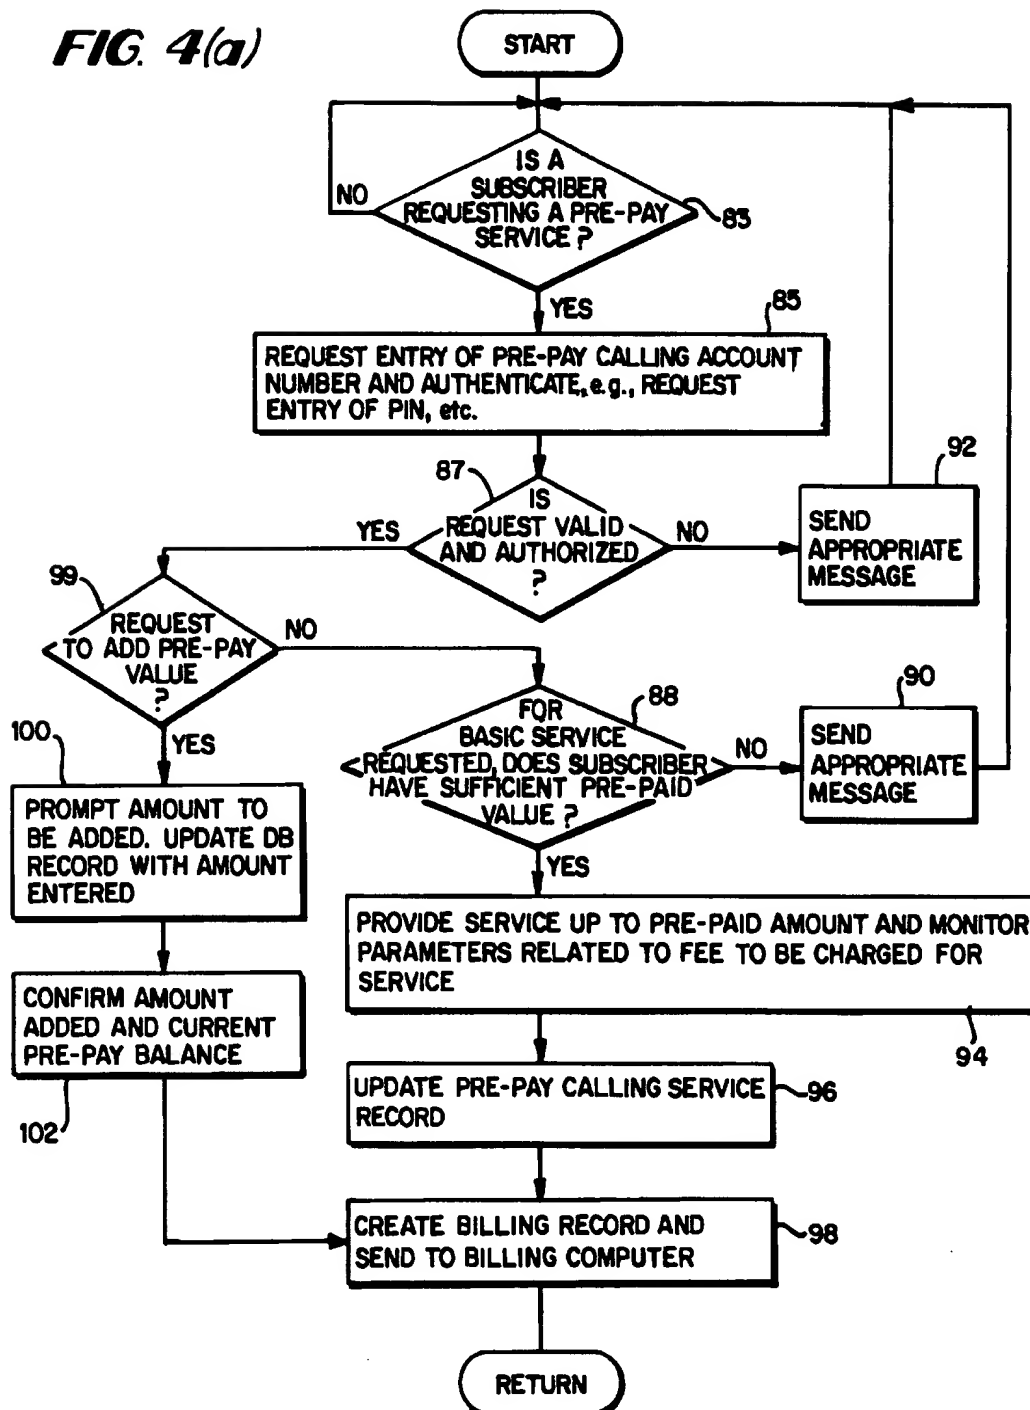 FIG. 4(a)
START
IS A
SUBSCRIBER
REQUESTING A PRE-PAY
SERVICE ?
NO
83
YES
85
REQUEST ENTRY OF PRE-PAY CALLING ACCOUNT
NUMBER AND AUTHENTICATE, e.g., REQUEST
ENTRY OF PIN, etc.
87
IS
REQUEST VALID
AND AUTHORIZED
?
YES
NO
92
SEND
APPROPRIATE
MESSAGE
99
REQUEST
TO ADD PRE-PAY
VALUE
?
NO
YES
88
FOR
BASIC SERVICE
REQUESTED, DOES SUBSCRIBER
HAVE SUFFICIENT PRE-PAID
VALUE ?
NO
90
SEND
APPROPRIATE
MESSAGE
100
PROMPT AMOUNT TO
BE ADDED. UPDATE DB
RECORD WITH AMOUNT
ENTERED
YES
PROVIDE SERVICE UP TO PRE-PAID AMOUNT AND MONITOR
PARAMETERS RELATED TO FEE TO BE CHARGED FOR
SERVICE
94
CONFIRM AMOUNT
ADDED AND CURRENT
PRE-PAY BALANCE
102
UPDATE PRE-PAY CALLING SERVICE
RECORD
96
CREATE BILLING RECORD AND
SEND TO BILLING COMPUTER
98
RETURN